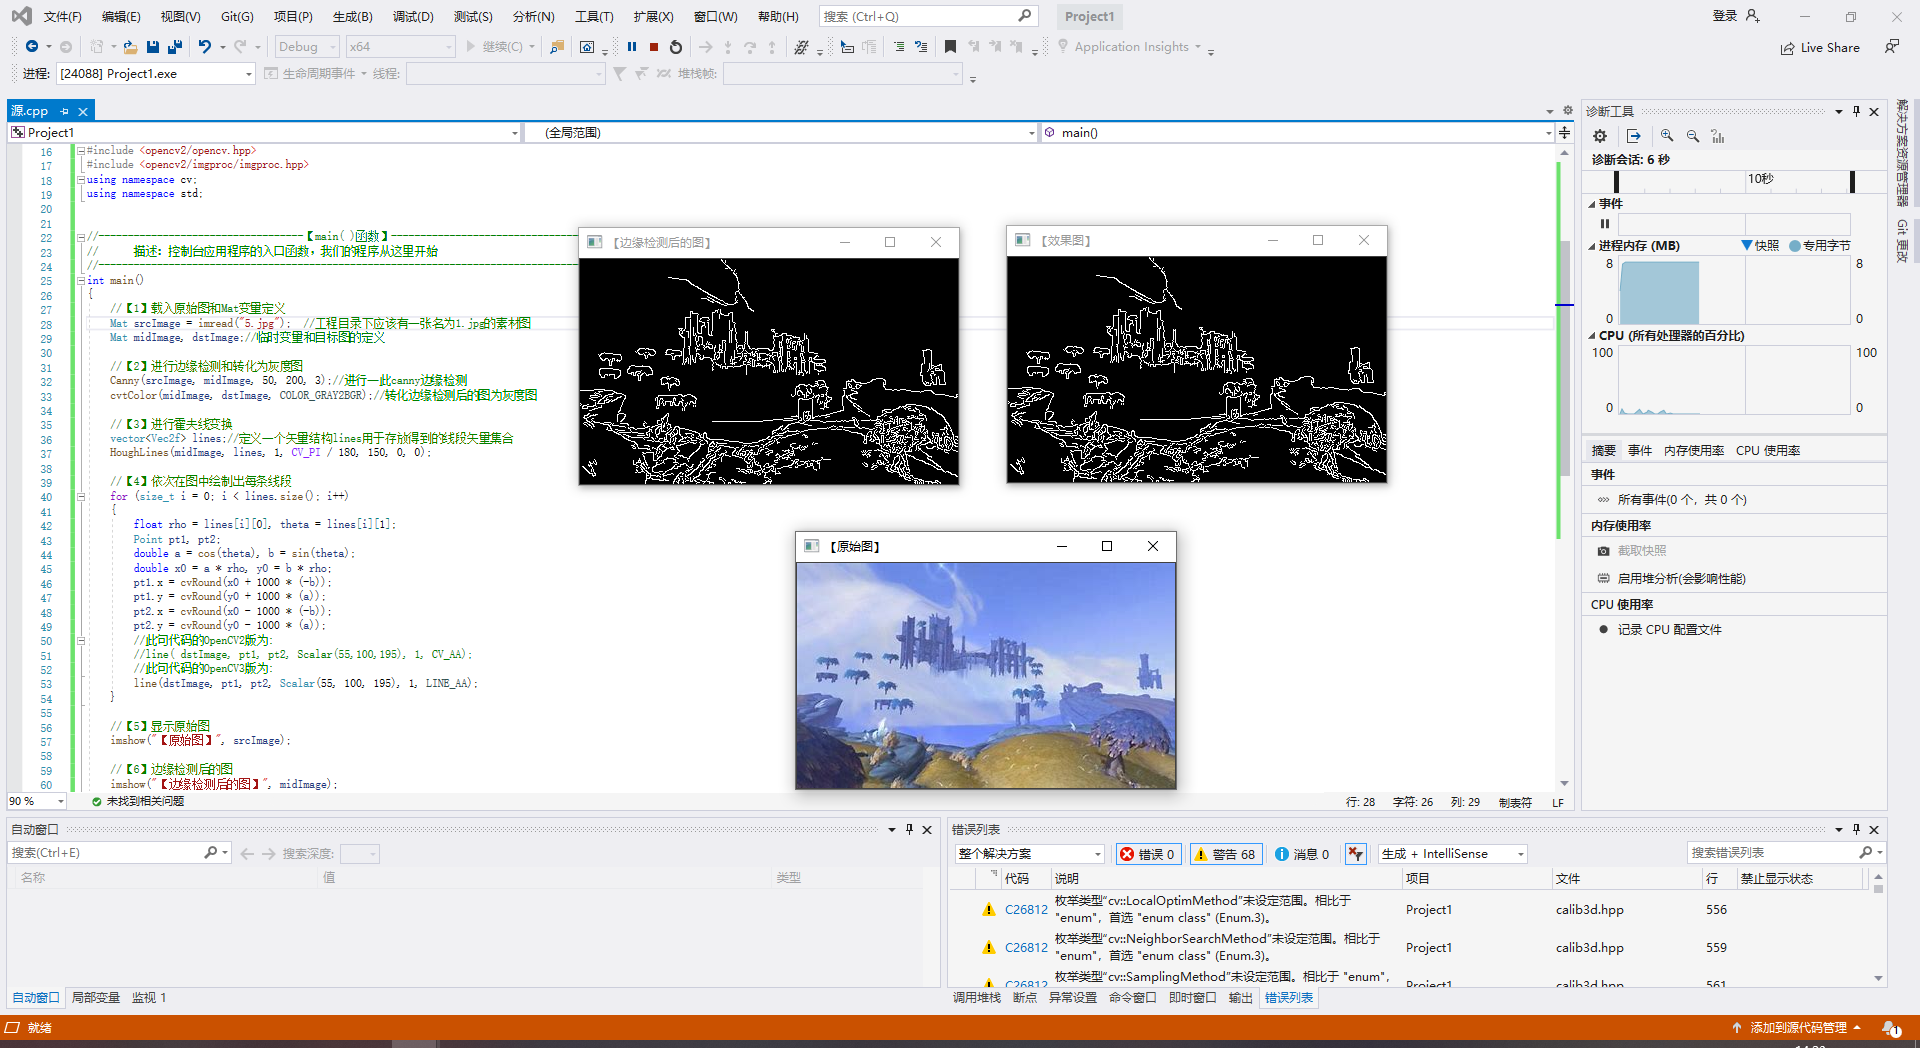 文件(F) 编辑(E) 视图(V) Git(G) 项目(P) 生成(B) 调试(D) 测试(S) 分析(N) 工具(T) 扩展(X) 窗口(W) 帮助(H) 搜索 (Ctrl+Q) Project1 登录
Debug x64 继续(C) Application Insights Live Share
进程: [24088] Project1.exe 生命周期事件 线程: 堆栈帧:
源.cpp
Project1 (全局范围) main()
16 #include <opencv2/opencv.hpp>
17 #include <opencv2/imgproc/imgproc.hpp>
18 using namespace cv;
19 using namespace std;
20
21
22 //-----------------------------------【main( )函数】--------------------------------
23 // 描述：控制台应用程序的入口函数，我们的程序从这里开始
24 //----------------------------------------------------------------------------------
25 int main()
26 {
27 //【1】载入原始图和Mat变量定义
28 Mat srcImage = imread("5.jpg"); //工程目录下应该有一张名为1.jpg的素材图
29 Mat midImage, dstImage;//临时变量和目标图的定义
30
31 //【2】进行边缘检测和转化为灰度图
32 Canny(srcImage, midImage, 50, 200, 3);//进行一此canny边缘检测
33 cvtColor(midImage, dstImage, COLOR_GRAY2BGR);//转化边缘检测后的图为灰度图
34
35 //【3】进行霍夫线变换
36 vector<Vec2f> lines;//定义一个矢量结构lines用于存放得到的线段矢量集合
37 HoughLines(midImage, lines, 1, CV_PI / 180, 150, 0, 0);
38
39 //【4】依次在图中绘制出每条线段
40 for (size_t i = 0; i < lines.size(); i++)
41 {
42 float rho = lines[i][0], theta = lines[i][1];
43 Point pt1, pt2;
44 double a = cos(theta), b = sin(theta);
45 double x0 = a * rho, y0 = b * rho;
46 pt1.x = cvRound(x0 + 1000 * (-b));
47 pt1.y = cvRound(y0 + 1000 * (a));
48 pt2.x = cvRound(x0 - 1000 * (-b));
49 pt2.y = cvRound(y0 - 1000 * (a));
50 //此句代码的OpenCV2版为:
51 //line( dstImage, pt1, pt2, Scalar(55,100,195), 1, CV_AA);
52 //此句代码的OpenCV3版为:
53 line(dstImage, pt1, pt2, Scalar(55, 100, 195), 1, LINE_AA);
54 }
55
56 //【5】显示原始图
57 imshow("【原始图】", srcImage);
58
59 //【6】边缘检测后的图
60 imshow("【边缘检测后的图】", midImage);
【边缘检测后的图】
【效果图】
【原始图】
90 % 未找到相关问题 行: 28 字符: 26 列: 29 制表符 LF
诊断工具
诊断会话: 6 秒
10秒
事件
进程内存 (MB) 快照 专用字节
8 8
0 0
CPU (所有处理器的百分比)
100 100
0 0
摘要 事件 内存使用率 CPU 使用率
事件
所有事件(0 个，共 0 个)
内存使用率
截取快照
启用堆分析(会影响性能)
CPU 使用率
记录 CPU 配置文件
解决方案资源管理器
Git 更改
自动窗口
搜索(Ctrl+E) 搜索深度:
名称 值 类型
自动窗口 局部变量 监视 1
错误列表
整个解决方案 错误 0 警告 68 消息 0 生成 + IntelliSense 搜索错误列表
代码 说明 项目 文件 行 禁止显示状态
C26812 枚举类型"cv::LocalOptimMethod"未设定范围。相比于 "enum"，首选 "enum class" (Enum.3)。 Project1 calib3d.hpp 556
C26812 枚举类型"cv::NeighborSearchMethod"未设定范围。相比于 "enum"，首选 "enum class" (Enum.3)。 Project1 calib3d.hpp 559
C26812 枚举类型"cv::SamplingMethod"未设定范围。相比于 "enum", Project1 calib3d.hpp 561
调用堆栈 断点 异常设置 命令窗口 即时窗口 输出 错误列表
就绪 添加到源代码管理 1